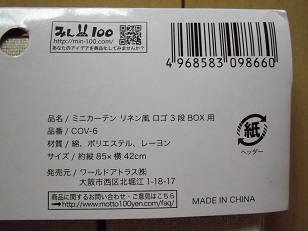 みんなの100
http://min-100.com/
あなたのアイデアを商品化してみませんか?
4 968583 098660
品名 / ミニカーテン リネン風 ロゴ 3 段 BOX 用
品番 / COV-6
材質 / 綿、ポリエステル、レーヨン
サイズ / 約縦 85× 横 42cm
紙
ヘッダー
発売元 / ワールドアトラス㈱
大阪市西区北堀江 1-18-17
商品に関するお問い合わせ・ご意見はこちら
http://www.motto100yen.com/faq/
MADE IN CHINA